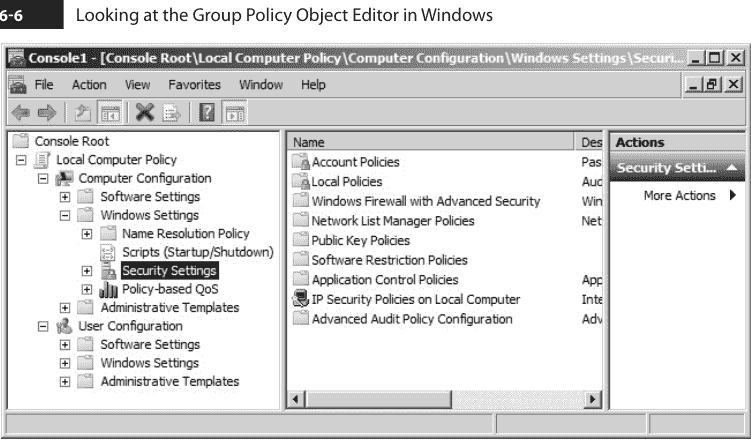 6-6 Looking at the Group Policy Object Editor in Windows
Console1 - [Console Root\Local Computer Policy\Computer Configuration\Windows Settings\Securi...
File Action View Favorites Window Help
Console Root
Local Computer Policy
Computer Configuration
Software Settings
Windows Settings
Name Resolution Policy
Scripts (Startup/Shutdown)
Security Settings
Policy-based QoS
Administrative Templates
User Configuration
Software Settings
Windows Settings
Administrative Templates
Name Des
Account Policies Pas
Local Policies Aud
Windows Firewall with Advanced Security Win
Network List Manager Policies Net
Public Key Policies
Software Restriction Policies
Application Control Policies App
IP Security Policies on Local Computer Inte
Advanced Audit Policy Configuration Adv
Actions
Security Setti...
More Actions